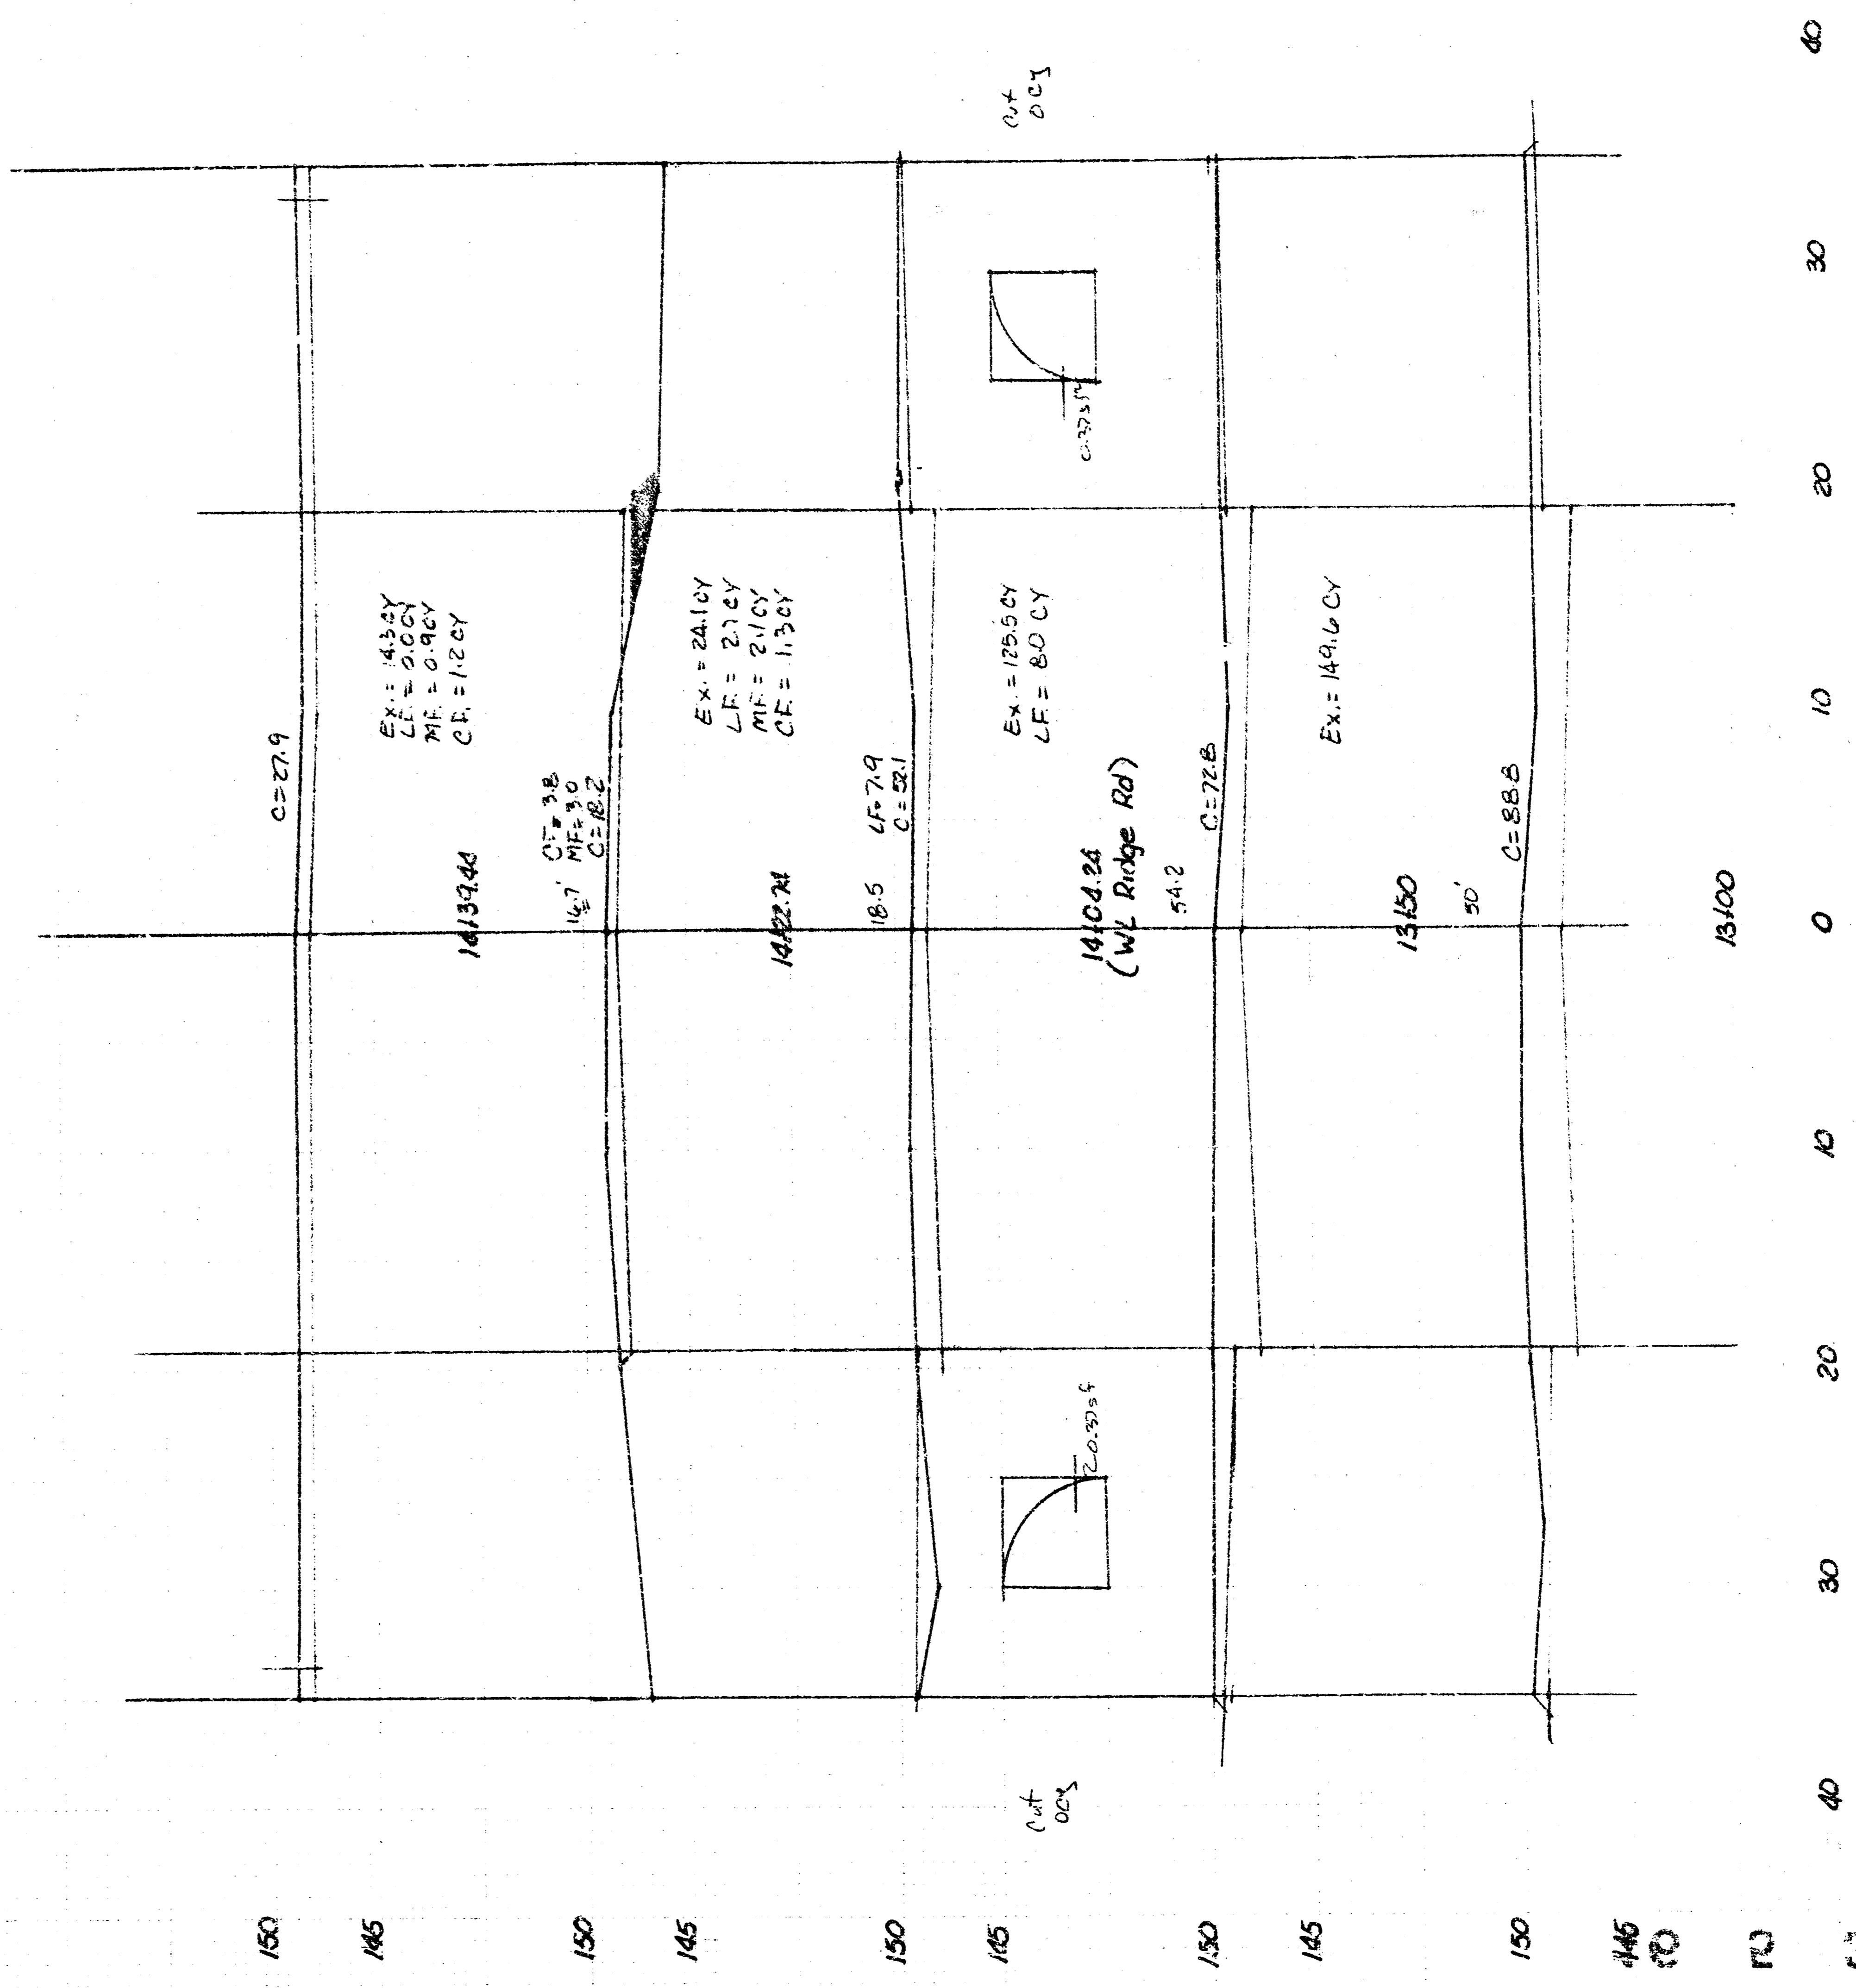 C=27.9
Ex. = 14.3 CY
LF. = 0.0 CY
MF. = 0.9 CY
CF. = 1.2 CY
14+39.44
CF= 3.8
MF= 3.0
16.7' C=18.2
Ex. = 24.1 CY
LF. = 2.7 CY
MF. = 2.1 CY
CF. = 1.3 CY
14+22.74
LF=7.9
18.5 C=52.1
cut
0 cy
0.37sf
Ex. = 125.5 CY
LF. = 8.0 CY
cut
0 cy
0.37sf
14+04.24
(WL Ridge Rd)
54.2 C=72.8
Ex. = 149.6 CY
13+50
50' C=88.8
13+00
150
145
150
145
150
145
150
145
150
145
40 30 20 10 0 10 20 30 40